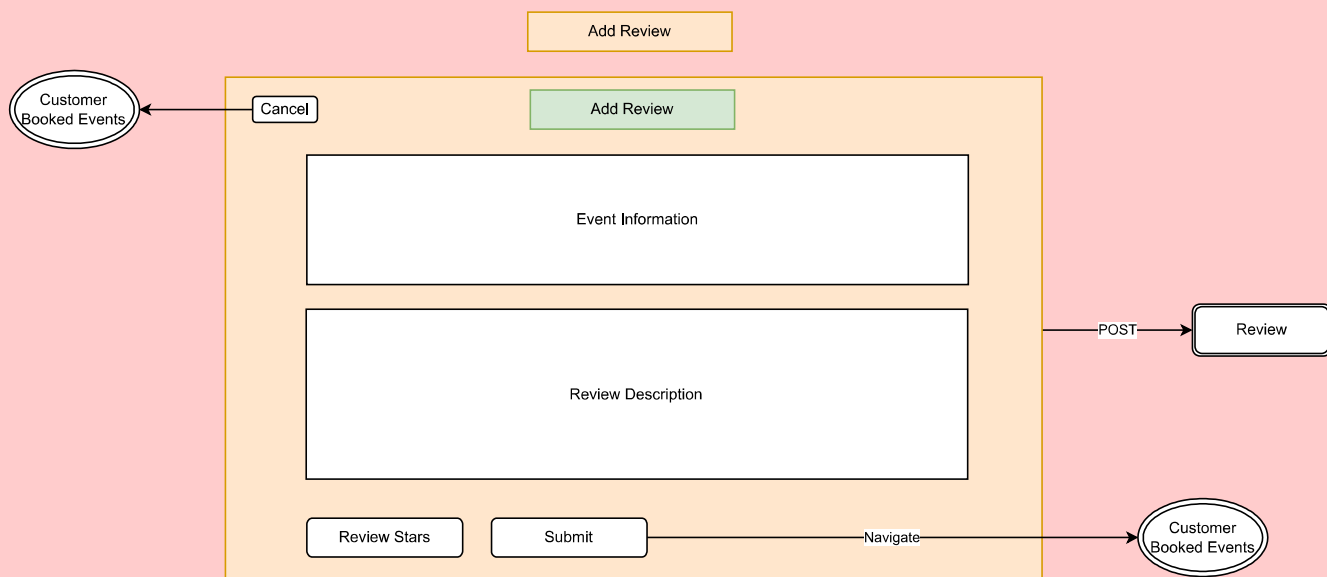 Add Review
Customer
Booked Events
Cancel
Add Review
Event Information
Review Description
POST
Review
Review Stars
Submit
Navigate
Customer
Booked Events